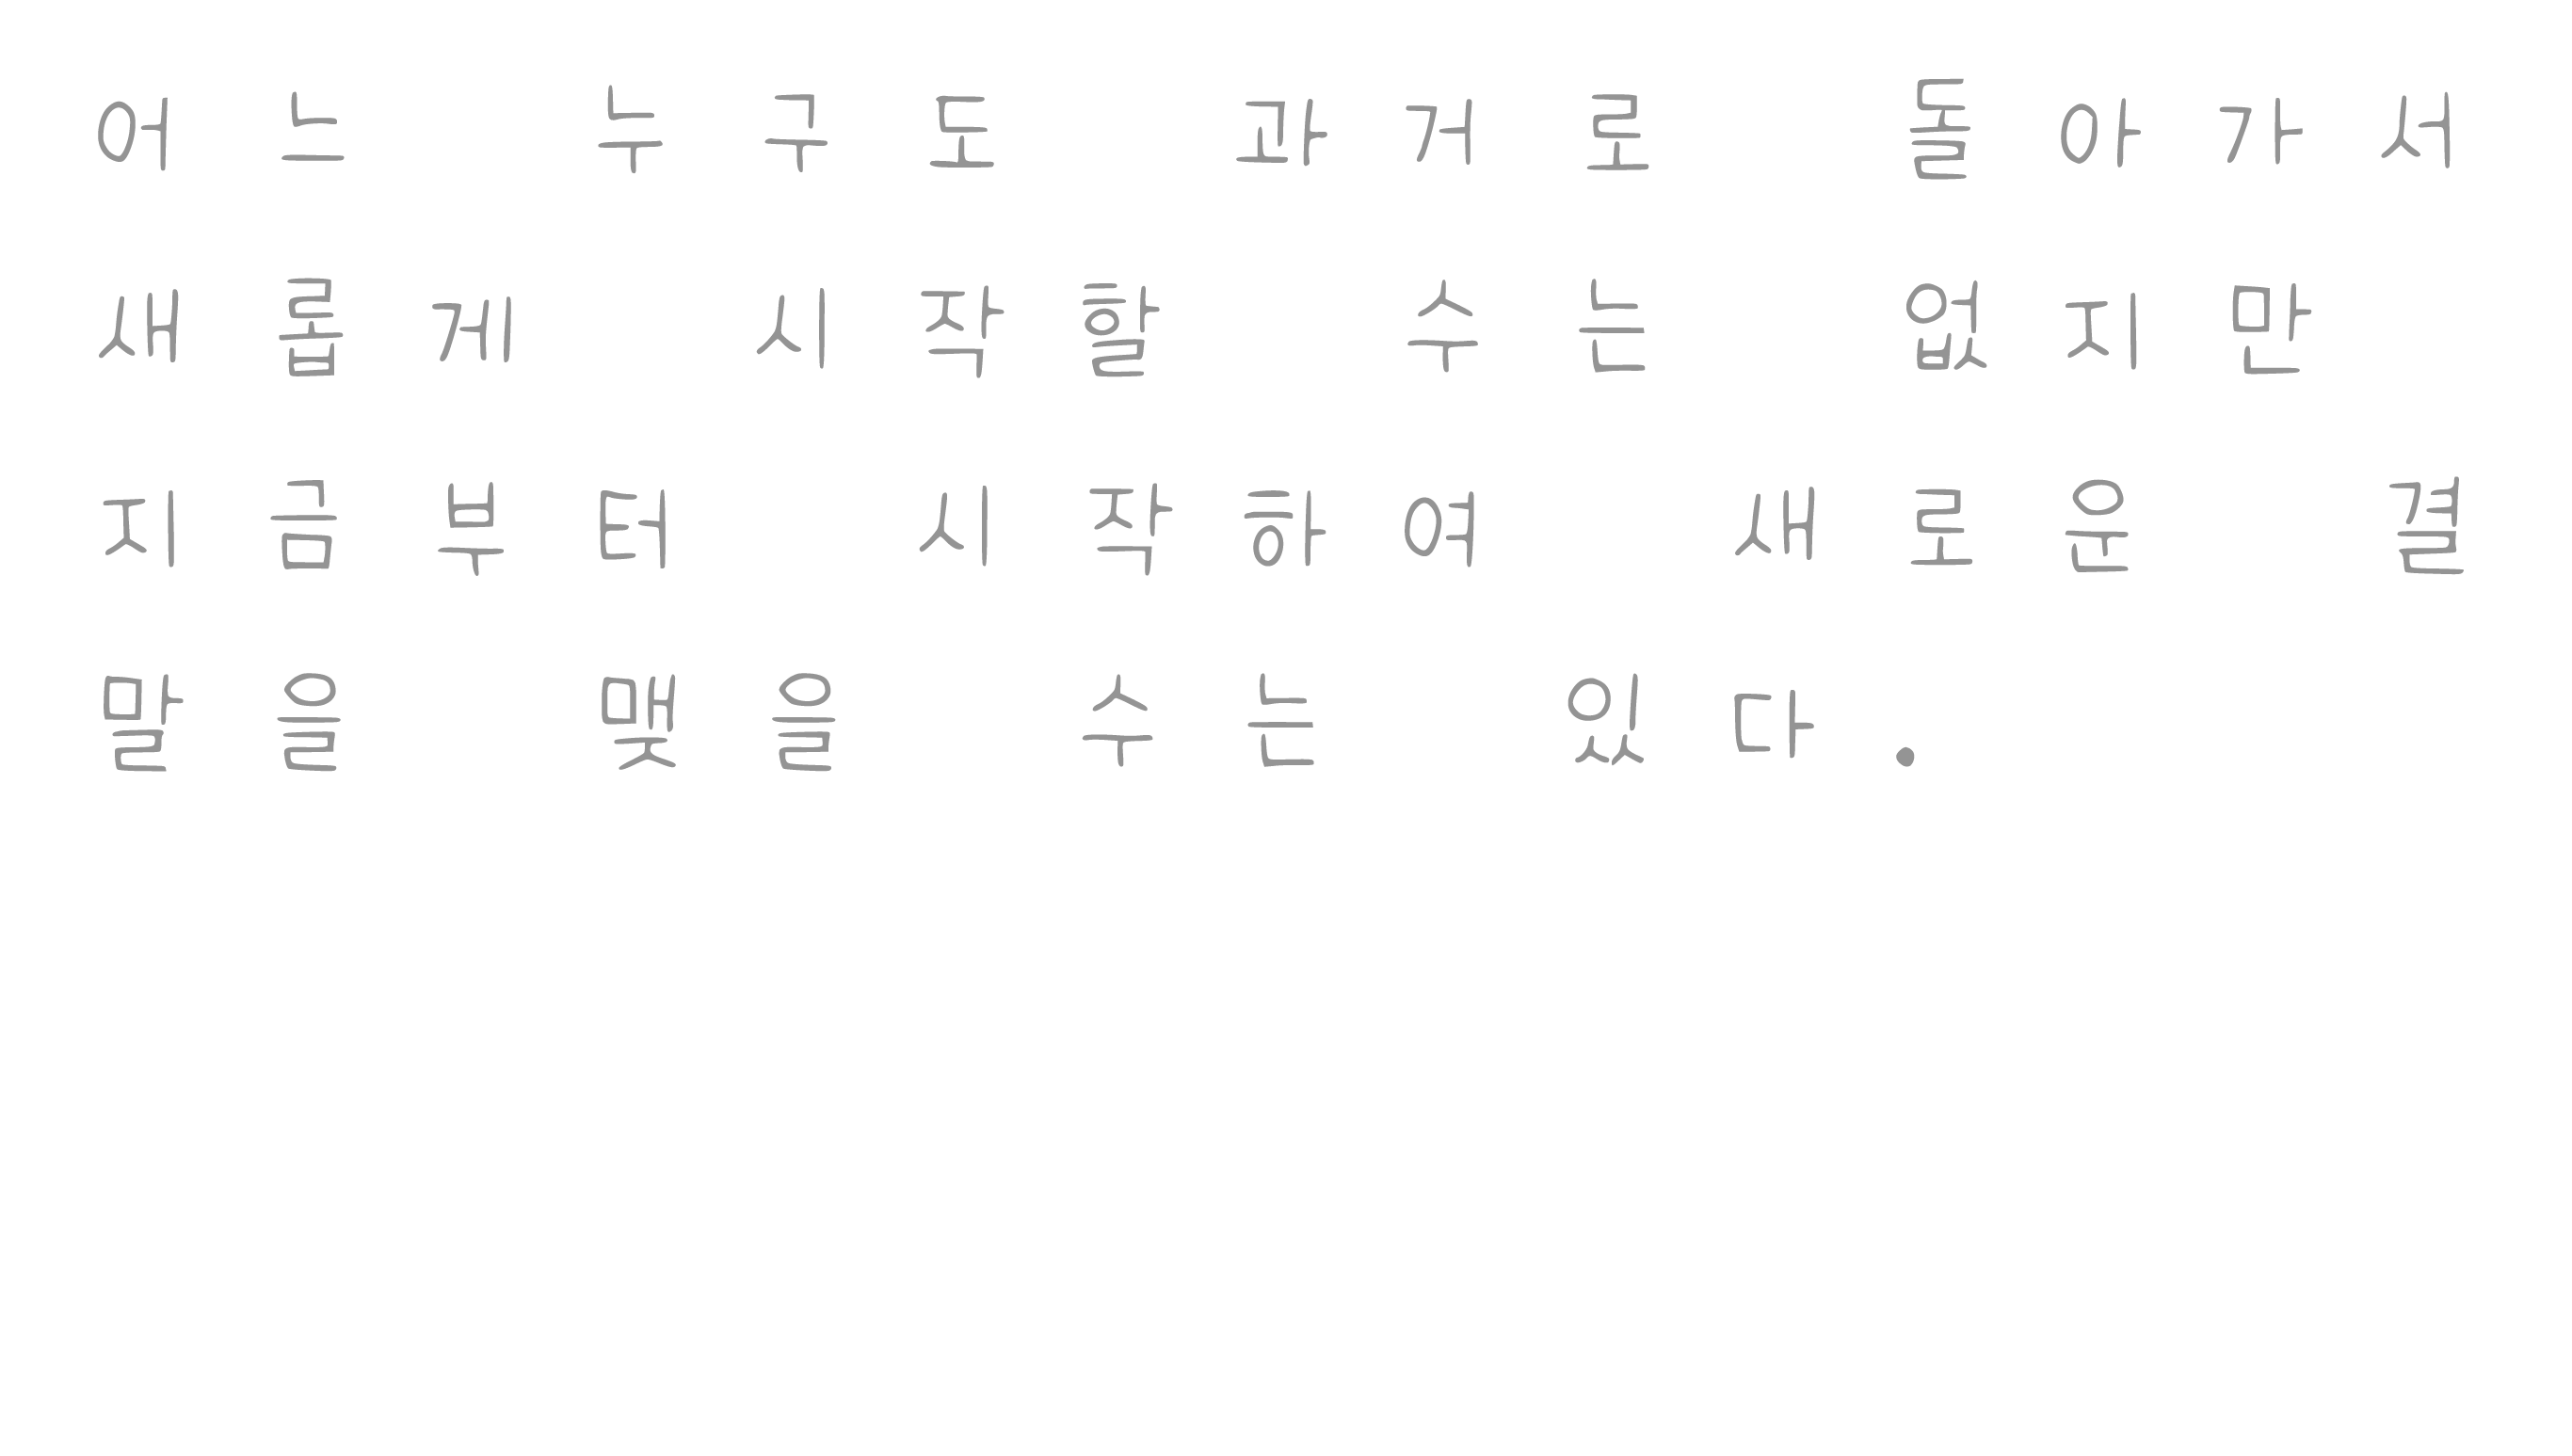 어느 누구도 과거로 돌아가서
새롭게 시작할 수는 없지만
지금부터 시작하여 새로운 결
말을 맺을 수는 있다.